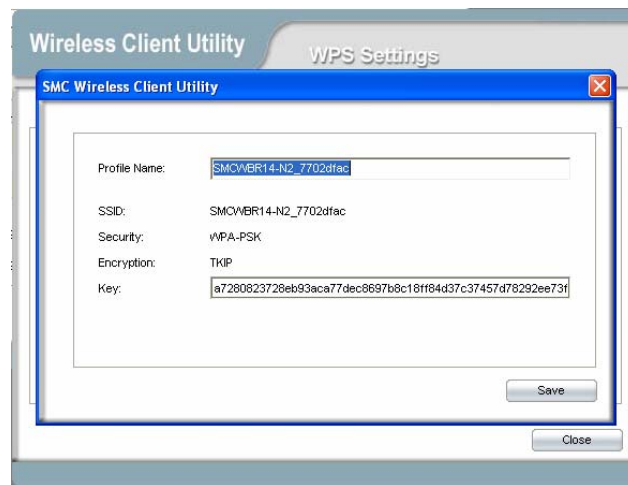 Wireless Client Utility
WPS Settings
SMC Wireless Client Utility
Profile Name: SMCWBR14-N2_7702dfac
SSID: SMCWBR14-N2_7702dfac
Security: WPA-PSK
Encryption: TKIP
Key: a7280823728eb93aca77dec8697b8c18ff84d37c37457d78292ee73f
Save
Close